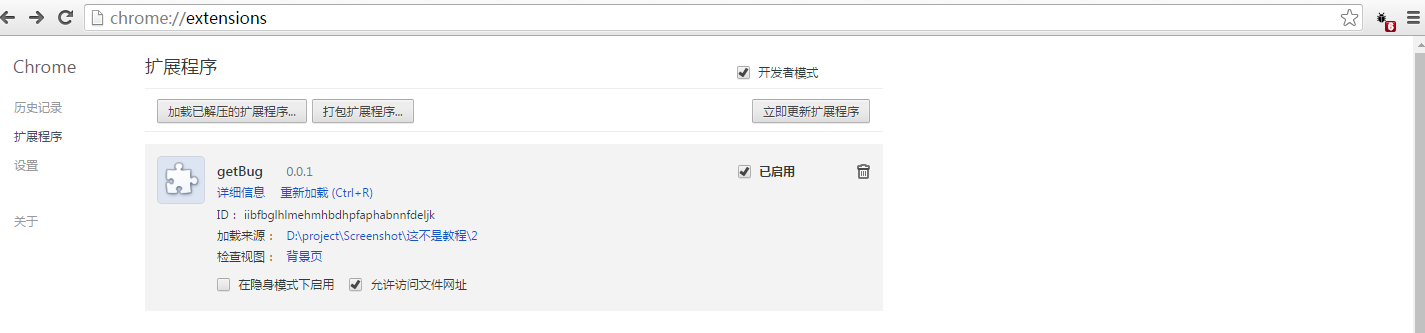 chrome://extensions
6
Chrome
扩展程序
开发者模式
历史记录
加载已解压的扩展程序...
打包扩展程序...
立即更新扩展程序
扩展程序
设置
getBug 0.0.1
已启用
详细信息 重新加载 (Ctrl+R)
ID： iibfbglhlmehmhbdhpfaphabnnfdeljk
关于
加载来源： D:\project\Screenshot\这不是教程\2
检查视图： 背景页
在隐身模式下启用 允许访问文件网址